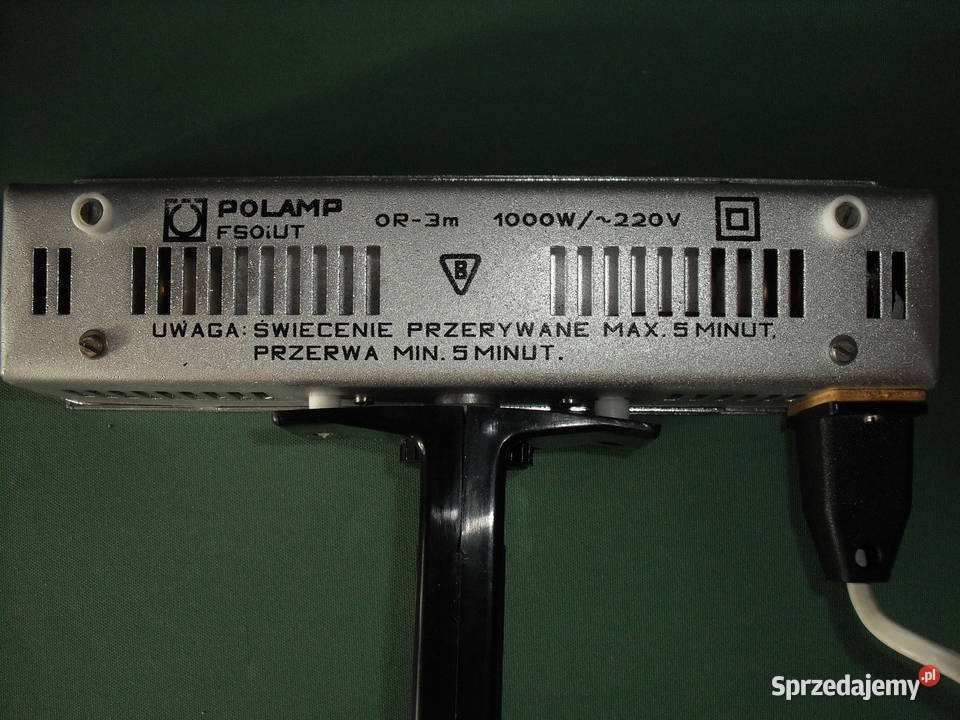 POLAMP OR-3m 1000W/~220V
FSOiUT
B
UWAGA: ŚWIECENIE PRZERYWANE MAX. 5 MINUT,
PRZERWA MIN. 5 MINUT.
Sprzedajemy.pl